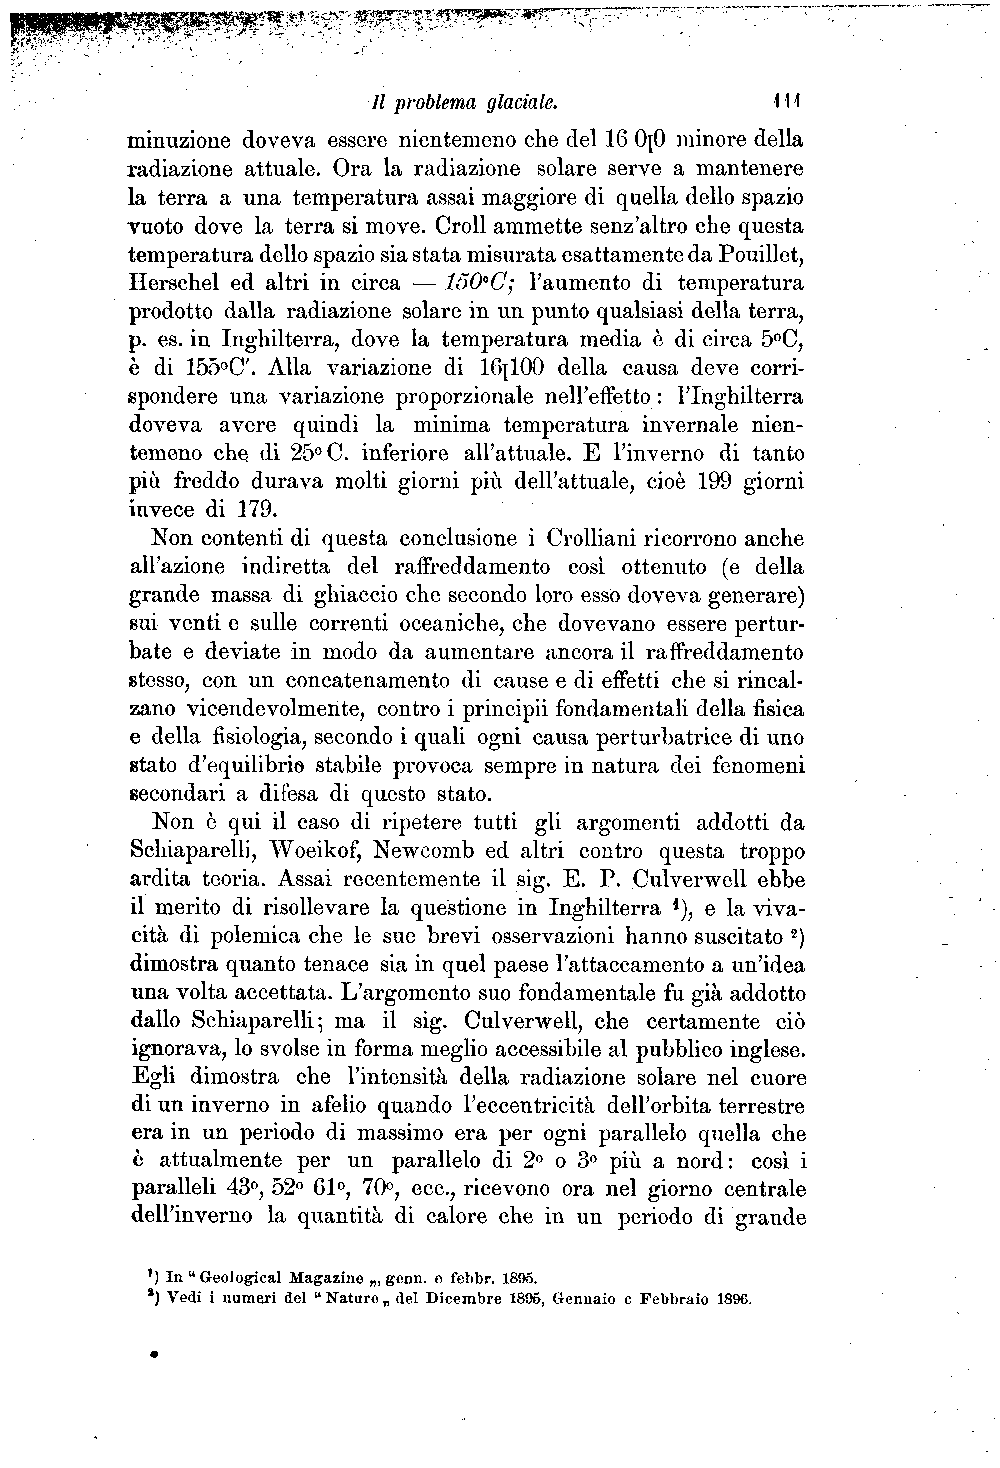 Il problema glaciale. 111
minuzione doveva essere nientemeno che del 16 0[0 minore della
radiazione attuale. Ora la radiazione solare serve a mantenere
la terra a una temperatura assai maggiore di quella dello spazio
vuoto dove la terra si move. Croll ammette senz'altro che questa
temperatura dello spazio sia stata misurata esattamente da Pouillet,
Herschel ed altri in circa — 150°C; l'aumento di temperatura
prodotto dalla radiazione solare in un punto qualsiasi della terra,
p. es. in Inghilterra, dove la temperatura media è di circa 5°C,
è di 155°C'. Alla variazione di 16[100 della causa deve corri-
spondere una variazione proporzionale nell'effetto: l'Inghilterra
doveva avere quindi la minima temperatura invernale nien-
temeno che di 25° C. inferiore all'attuale. E l'inverno di tanto
più freddo durava molti giorni più dell'attuale, cioè 199 giorni
invece di 179.
Non contenti di questa conclusione i Crolliani ricorrono anche
all'azione indiretta del raffreddamento così ottenuto (e della
grande massa di ghiaccio che secondo loro esso doveva generare)
sui venti e sulle correnti oceaniche, che dovevano essere pertur-
bate e deviate in modo da aumentare ancora il raffreddamento
stesso, con un concatenamento di cause e di effetti che si rincal-
zano vicendevolmente, contro i principii fondamentali della fisica
e della fisiologia, secondo i quali ogni causa perturbatrice di uno
stato d'equilibrio stabile provoca sempre in natura dei fenomeni
secondari a difesa di questo stato.
Non è qui il caso di ripetere tutti gli argomenti addotti da
Schiaparelli, Woeikof, Newcomb ed altri contro questa troppo
ardita teoria. Assai recentemente il sig. E. P. Culverwell ebbe
il merito di risollevare la questione in Inghilterra ¹), e la viva-
cità di polemica che le sue brevi osservazioni hanno suscitato ²)
dimostra quanto tenace sia in quel paese l'attaccamento a un'idea
una volta accettata. L'argomento suo fondamentale fu già addotto
dallo Schiaparelli; ma il sig. Culverwell, che certamente ciò
ignorava, lo svolse in forma meglio accessibile al pubblico inglese.
Egli dimostra che l'intensità della radiazione solare nel cuore
di un inverno in afelio quando l'eccentricità dell'orbita terrestre
era in un periodo di massimo era per ogni parallelo quella che
è attualmente per un parallelo di 2° o 3° più a nord: così i
paralleli 43°, 52° 61°, 70°, ecc., ricevono ora nel giorno centrale
dell'inverno la quantità di calore che in un periodo di grande
¹) In “ Geological Magazine „, genn. e febbr. 1895.
²) Vedi i numeri del “ Nature „ del Dicembre 1895, Gennaio e Febbraio 1896.